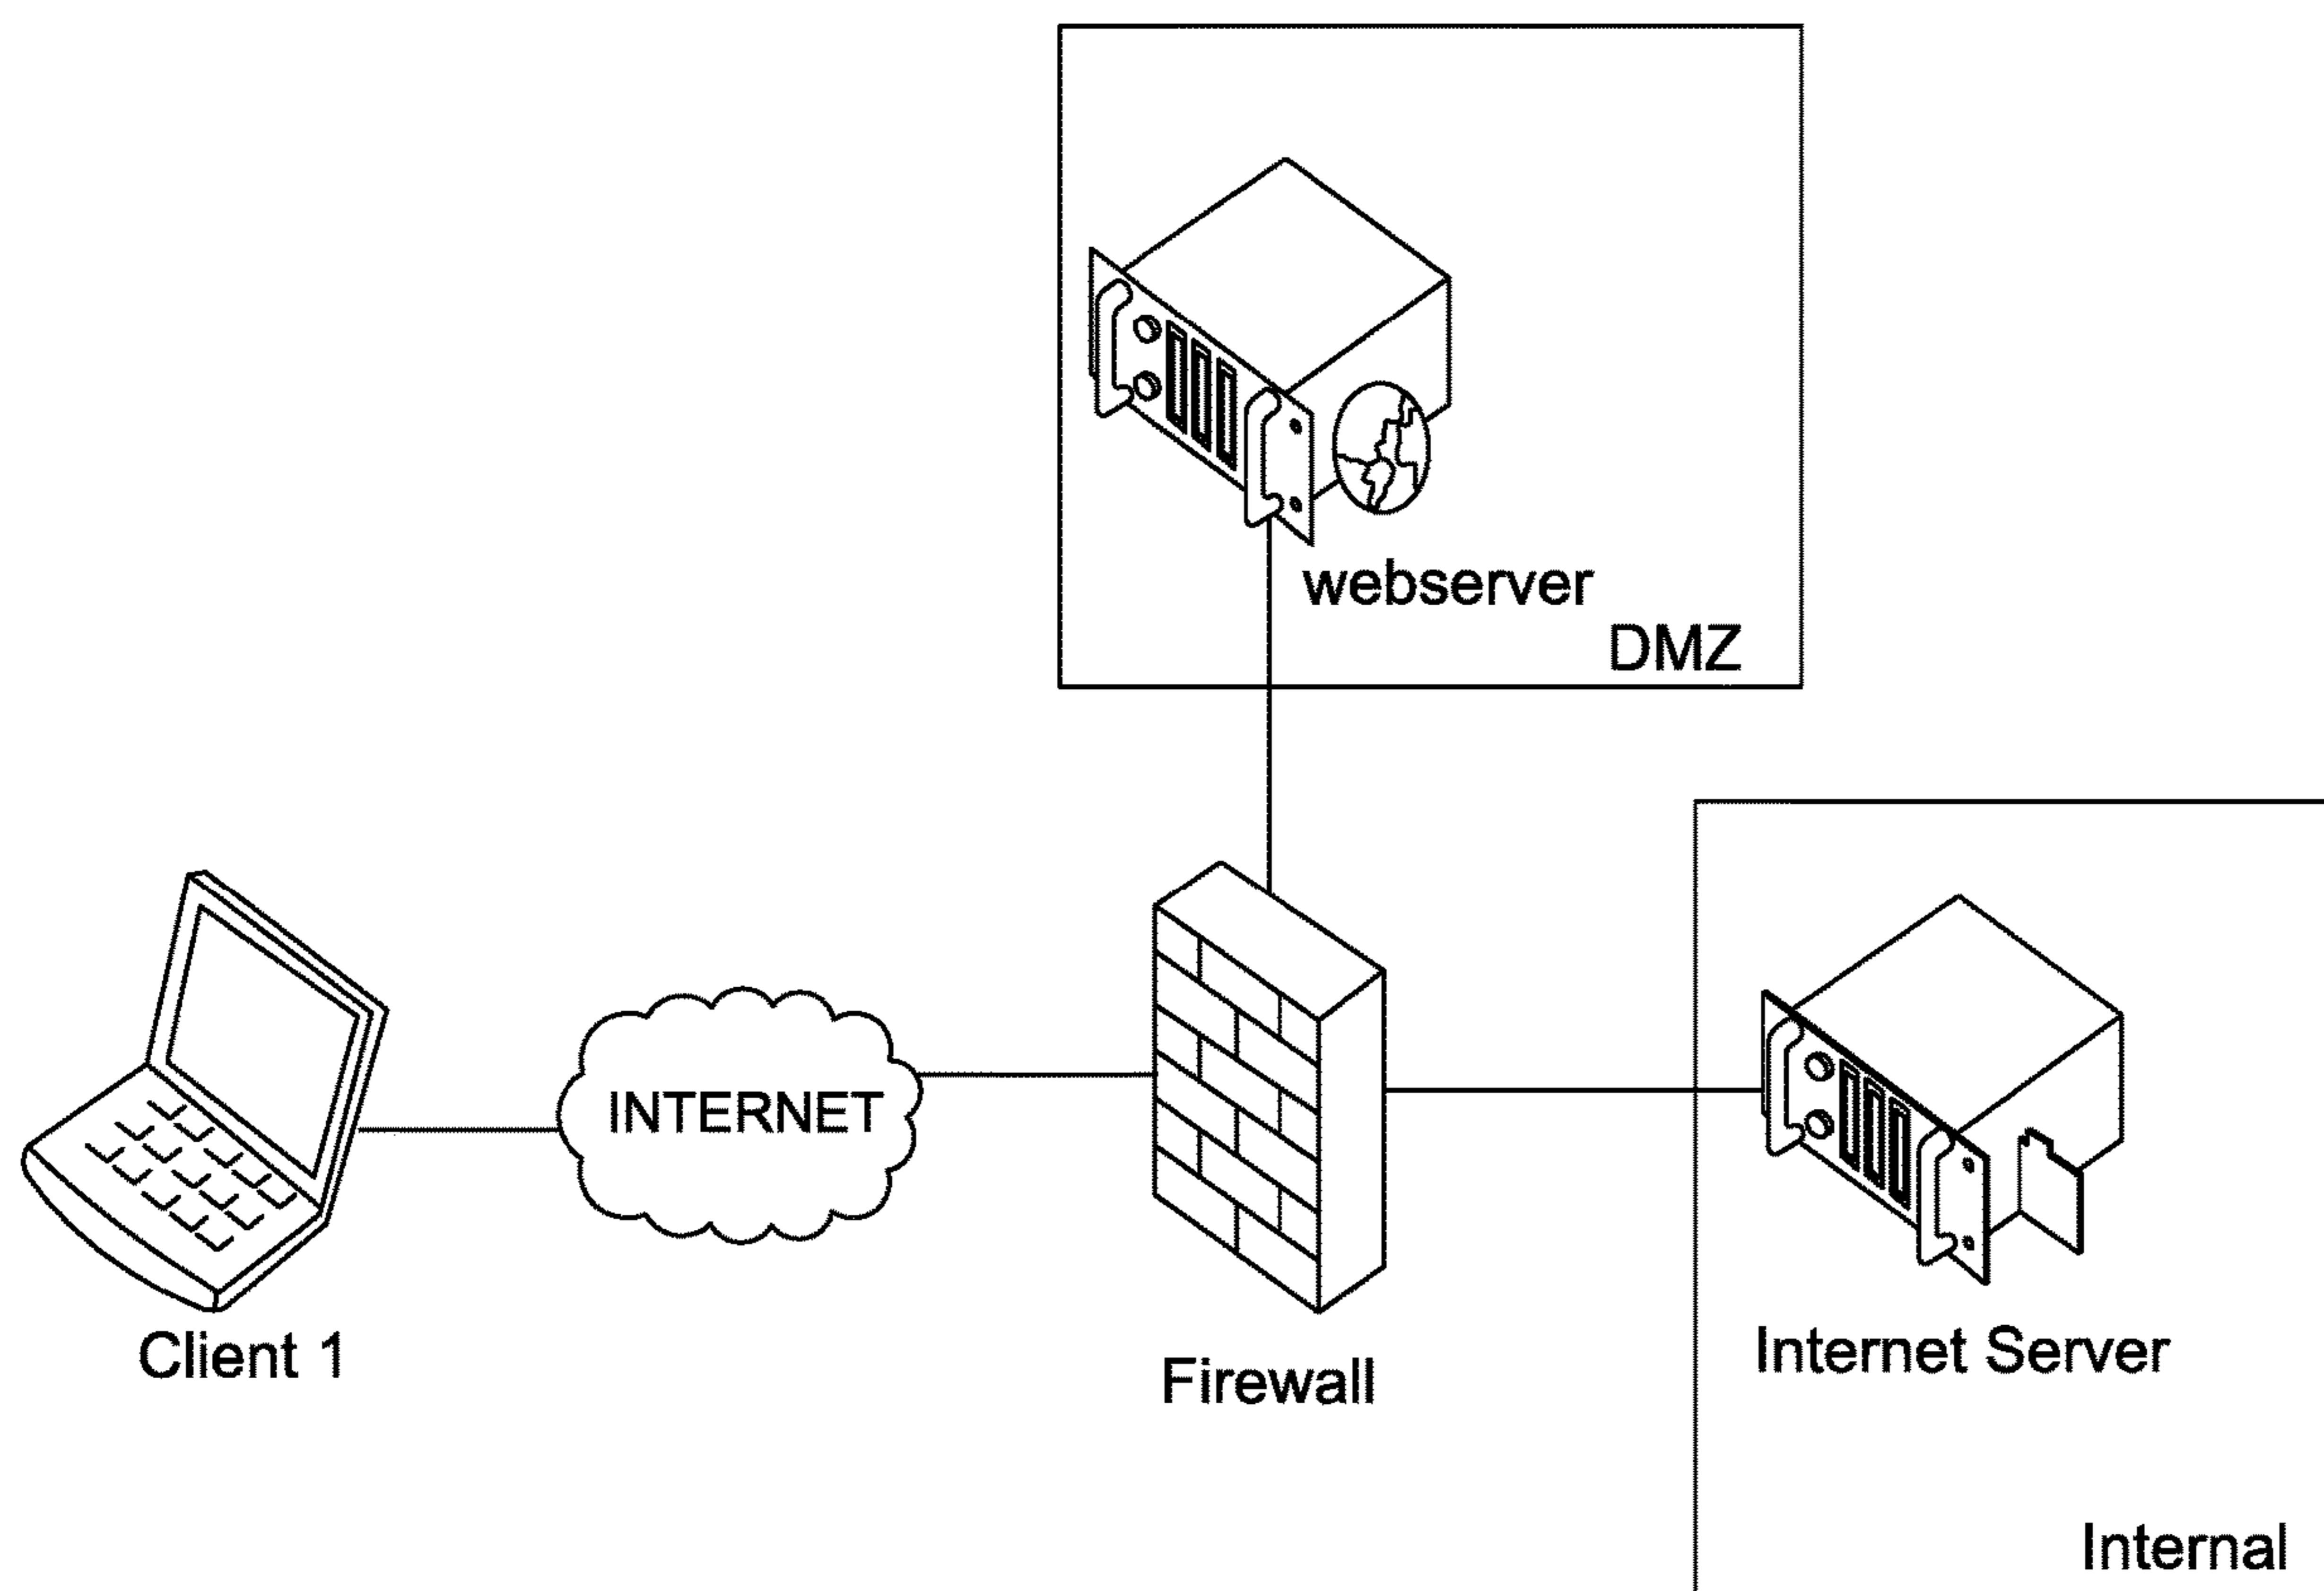 webserver
DMZ
INTERNET
Client 1
Firewall
Internet Server
Internal